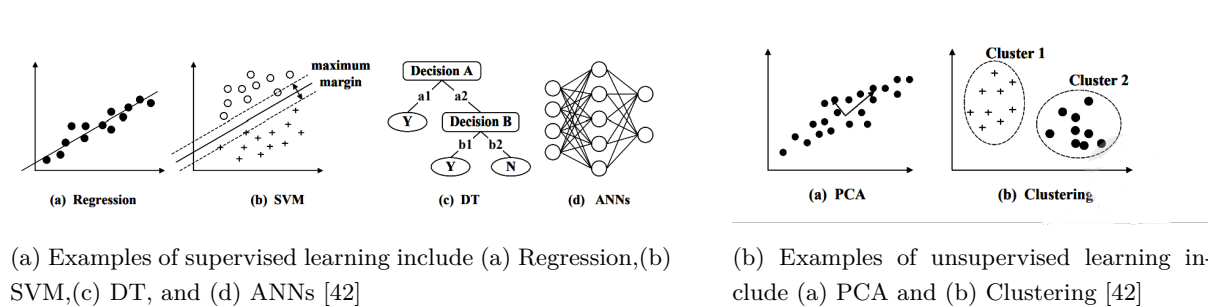 maximum
margin
Decision A
a1 a2
Y
Decision B
b1 b2
Y N
(a) Regression
(b) SVM
(c) DT
(d) ANNs
Cluster 1
Cluster 2
(a) PCA
(b) Clustering
(a) Examples of supervised learning include (a) Regression,(b)
SVM,(c) DT, and (d) ANNs [42]
(b) Examples of unsupervised learning in-
clude (a) PCA and (b) Clustering [42]